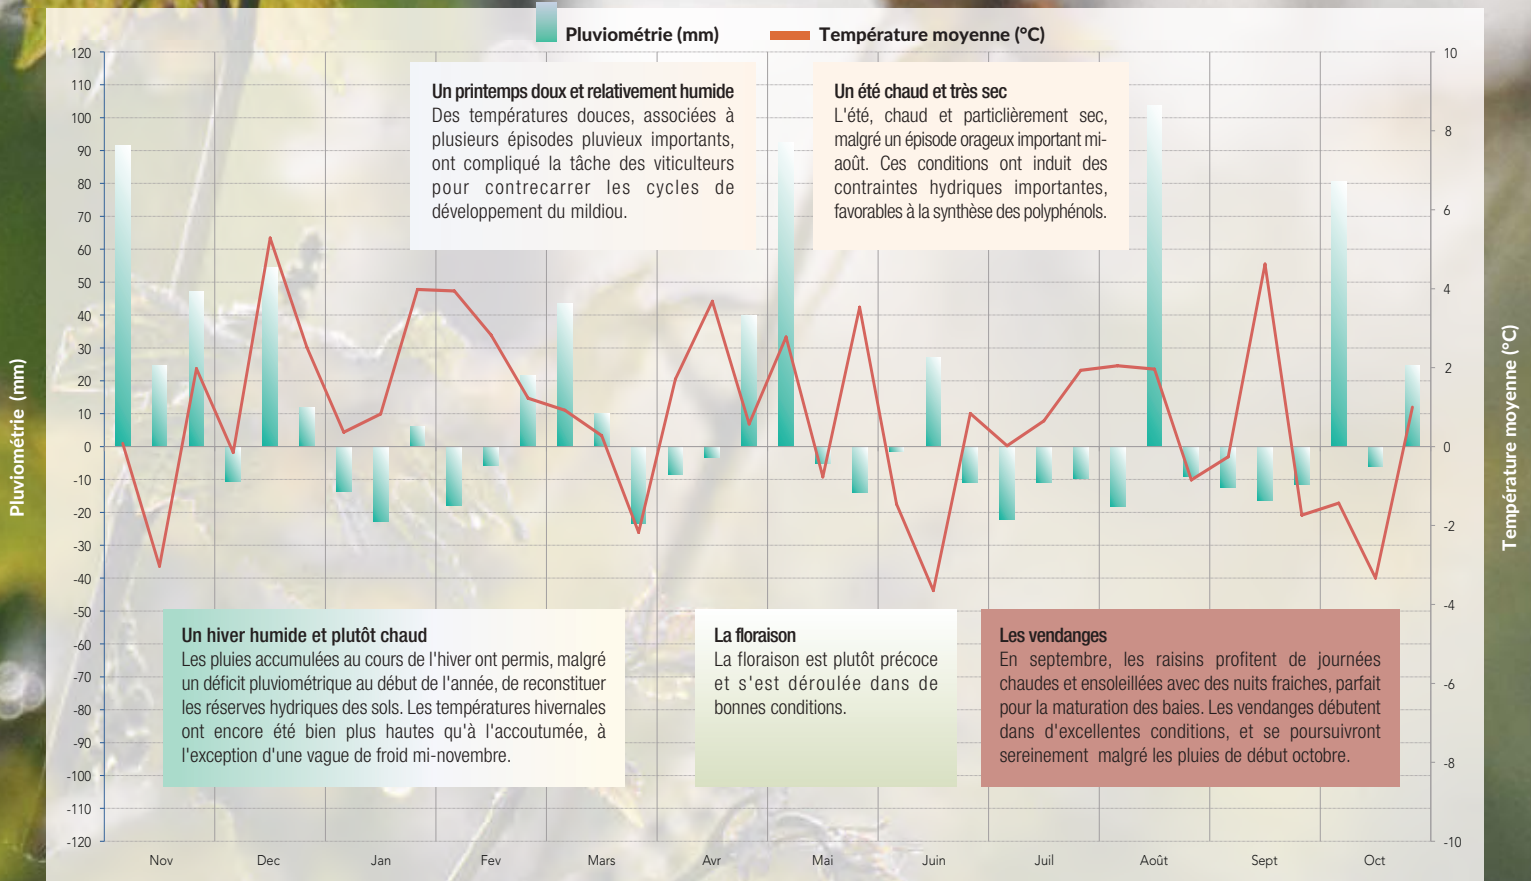 Pluviométrie (mm)
Température moyenne (°C)
120
110
100
90
80
70
60
50
40
30
20
10
0
-10
-20
-30
-40
-50
-60
-70
-80
-90
-100
-110
-120
Pluviométrie (mm)
10
8
6
4
2
0
-2
-4
-6
-8
-10
Température moyenne (°C)
Un printemps doux et relativement humide
Des températures douces, associées à
plusieurs épisodes pluvieux importants,
ont compliqué la tâche des viticulteurs
pour contrecarrer les cycles de
développement du mildiou.
Un été chaud et très sec
L'été, chaud et particlièrement sec,
malgré un épisode orageux important mi-
août. Ces conditions ont induit des
contraintes hydriques importantes,
favorables à la synthèse des polyphénols.
Un hiver humide et plutôt chaud
Les pluies accumulées au cours de l'hiver ont permis, malgré
un déficit pluviométrique au début de l'année, de reconstituer
les réserves hydriques des sols. Les températures hivernales
ont encore été bien plus hautes qu'à l'accoutumée, à
l'exception d'une vague de froid mi-novembre.
La floraison
La floraison est plutôt précoce
et s'est déroulée dans de
bonnes conditions.
Les vendanges
En septembre, les raisins profitent de journées
chaudes et ensoleillées avec des nuits fraiches, parfait
pour la maturation des baies. Les vendanges débutent
dans d'excellentes conditions, et se poursuivront
sereinement malgré les pluies de début octobre.
Nov
Dec
Jan
Fev
Mars
Avr
Mai
Juin
Juil
Août
Sept
Oct